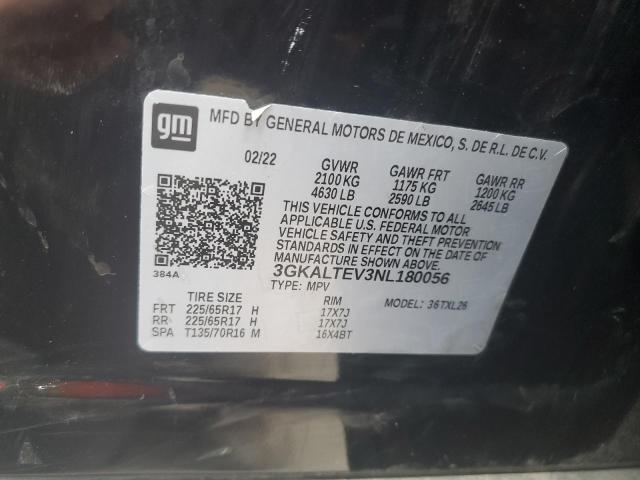 gm
MFD BY GENERAL MOTORS DE MEXICO, S. DE R.L. DE C.V.
02/22 GVWR GAWR FRT GAWR RR
2100 KG 1175 KG 1200 KG
4630 LB 2590 LB 2645 LB
THIS VEHICLE CONFORMS TO ALL
APPLICABLE U.S. FEDERAL MOTOR
VEHICLE SAFETY AND THEFT PREVENTION
STANDARDS IN EFFECT ON THE DATE OF
MANUFACTURE SHOWN ABOVE.
384A
3GKALTEV3NL180056
TYPE: MPV
TIRE SIZE RIM MODEL: 36TXL26
FRT 225/65R17 H 17X7J
RR 225/65R17 H 17X7J
SPA T135/70R16 M 16X4BT